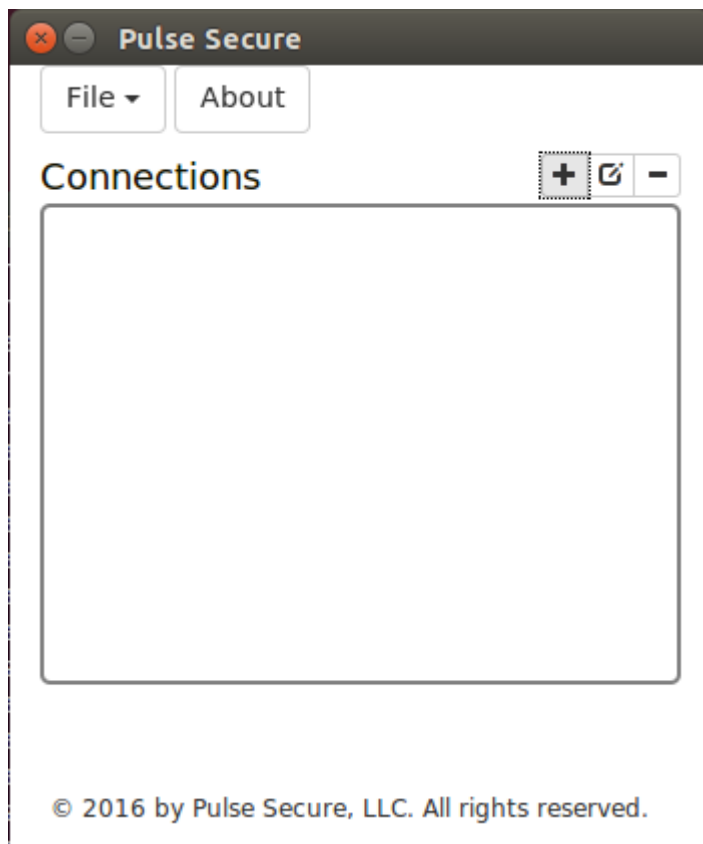 Pulse Secure
File About
Connections
© 2016 by Pulse Secure, LLC. All rights reserved.